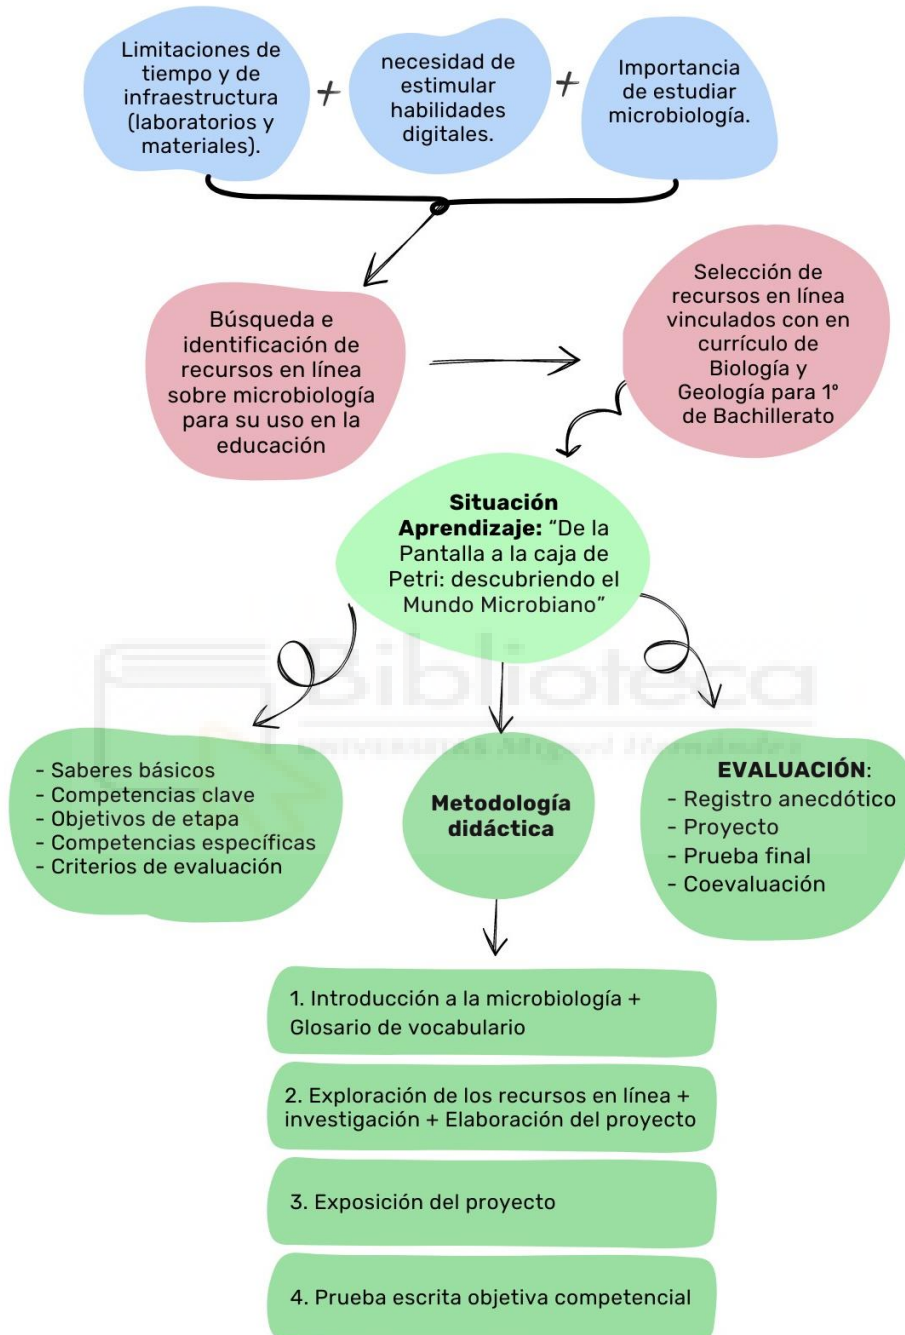 Limitaciones de
tiempo y de
infraestructura
(laboratorios y
materiales).
+
necesidad de
estimular
habilidades
digitales.
+
Importancia
de estudiar
microbiología.
Búsqueda e
identificación de
recursos en línea
sobre microbiología
para su uso en la
educación
Selección de
recursos en línea
vinculados con en
currículo de
Biología y
Geología para 1º
de Bachillerato
Situación
Aprendizaje: “De la
Pantalla a la caja de
Petri: descubriendo el
Mundo Microbiano”
Biblioteca
UNIVERSITAS Miguel Hernández
- Saberes básicos
- Competencias clave
- Objetivos de etapa
- Competencias específicas
- Criterios de evaluación
Metodología
didáctica
EVALUACIÓN:
- Registro anecdótico
- Proyecto
- Prueba final
- Coevaluación
1. Introducción a la microbiología +
Glosario de vocabulario
2. Exploración de los recursos en línea +
investigación + Elaboración del proyecto
3. Exposición del proyecto
4. Prueba escrita objetiva competencial